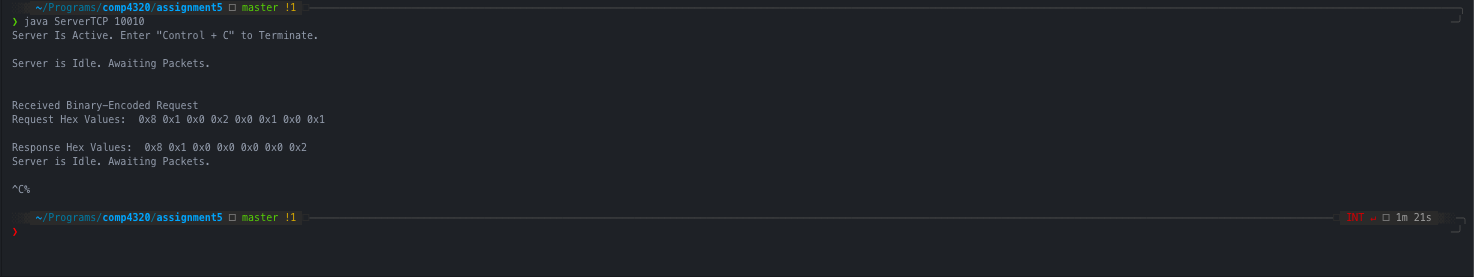 ~/Programs/comp4320/assignment5 □ master !1
❯ java ServerTCP 10010
Server Is Active. Enter "Control + C" to Terminate.
Server is Idle. Awaiting Packets.
Received Binary-Encoded Request
Request Hex Values:  0x8 0x1 0x0 0x2 0x0 0x1 0x0 0x1
Response Hex Values:  0x8 0x1 0x0 0x0 0x0 0x0 0x2
Server is Idle. Awaiting Packets.
^C%
~/Programs/comp4320/assignment5 □ master !1 INT ↵ □ 1m 21s
❯